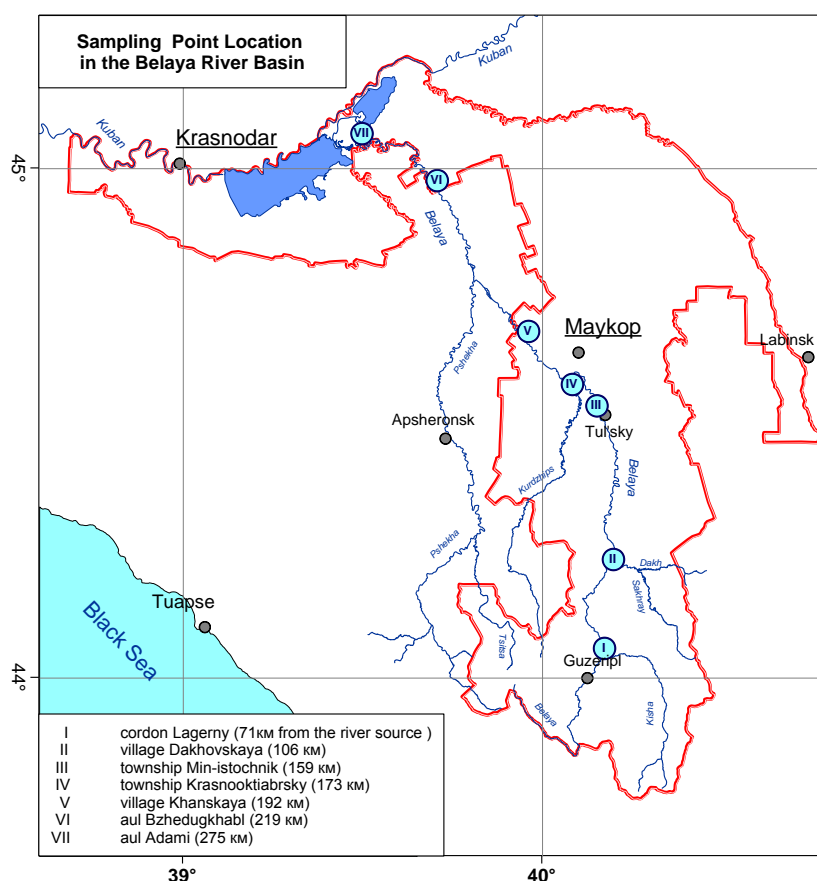 Sampling Point Location
in the Belaya River Basin
Kuban
Kuban
Krasnodar
VII
45°
VI
Belaya
V
Maykop
Labinsk
Pshekha
IV
III
Apsheronsk
Tul'sky
Kurdzhips
Belaya
Pshekha
II
Dakh
Sakhray
Tuapse
Black Sea
Tsitsa
I
Guzeripl
44°
Belaya
Kisha
I cordon Lagerny (71км from the river source )
II village Dakhovskaya (106 км)
III township Min-istochnik (159 км)
IV township Krasnooktiabrsky (173 км)
V village Khanskaya (192 км)
VI aul Bzhedugkhabl (219 км)
VII aul Adami (275 км)
39°
40°